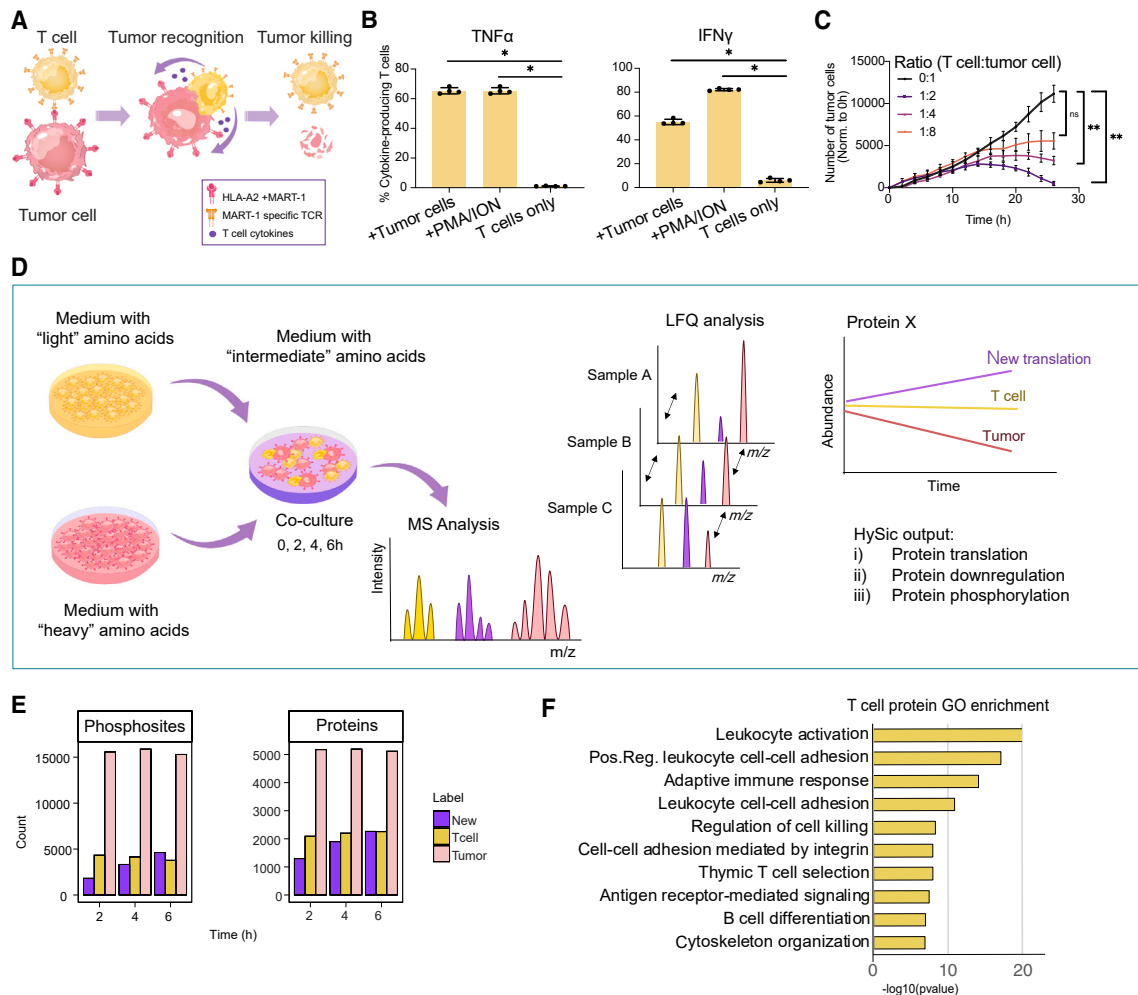 A
T cell
Tumor recognition
Tumor killing
Tumor cell
HLA-A2 +MART-1
MART-1 specific TCR
T cell cytokines
B
% Cytokine-producing T cells
TNFα
*
*
80
60
40
20
0
+Tumor cells
+PMA/ION
T cells only
IFNγ
*
*
100
80
60
40
20
0
+Tumor cells
+PMA/ION
T cells only
C
Number of tumor cells
(Norm. to 0h)
15000
10000
5000
0
Ratio (T cell:tumor cell)
0:1
1:2
1:4
1:8
ns
**
**
0
10
20
30
Time (h)
D
Medium with
“light” amino acids
Medium with
“intermediate” amino acids
Medium with
“heavy” amino acids
Co-culture
0, 2, 4, 6h
MS Analysis
Intensity
m/z
LFQ analysis
Sample A
m/z
Sample B
m/z
Sample C
m/z
Protein X
Abundance
New translation
T cell
Tumor
Time
HySic output:
i) Protein translation
ii) Protein downregulation
iii) Protein phosphorylation
E
Phosphosites
Count
15000
10000
5000
0
2
4
6
Proteins
5000
4000
3000
2000
1000
0
2
4
6
Time (h)
Label
New
Tcell
Tumor
F
T cell protein GO enrichment
Leukocyte activation
Pos.Reg. leukocyte cell-cell adhesion
Adaptive immune response
Leukocyte cell-cell adhesion
Regulation of cell killing
Cell-cell adhesion mediated by integrin
Thymic T cell selection
Antigen receptor-mediated signaling
B cell differentiation
Cytoskeleton organization
0
10
20
-log10(pvalue)